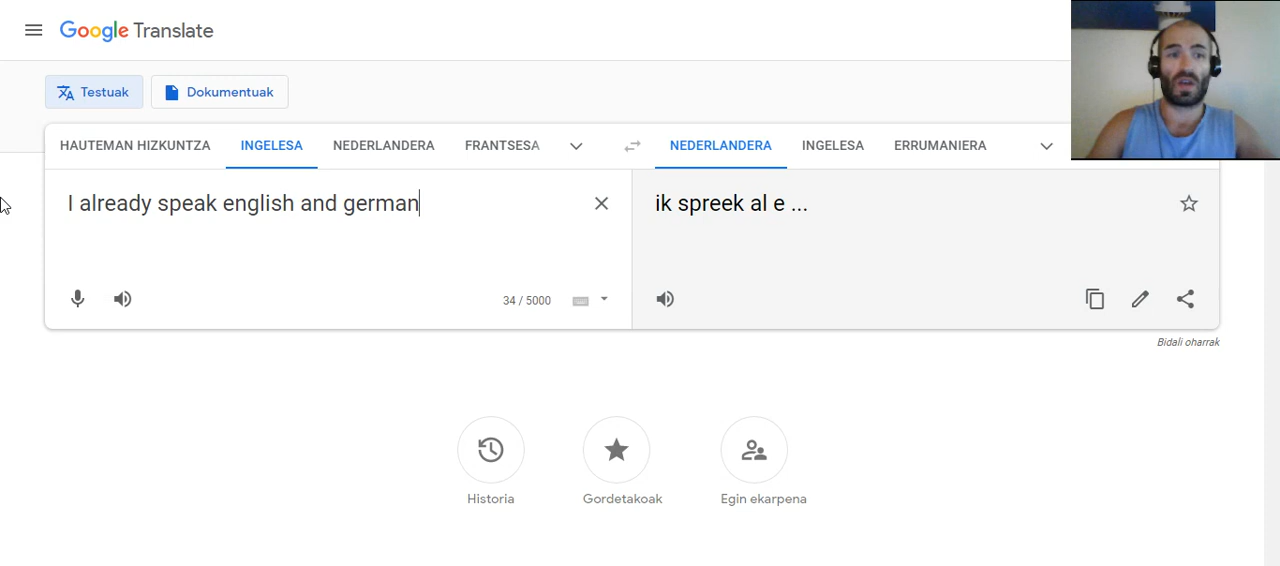 Google Translate
Testuak Dokumentuak
HAUTEMAN HIZKUNTZA INGELESA NEDERLANDERA FRANTSESA NEDERLANDERA INGELESA ERRUMANIERA
I already speak english and german ik spreek al e ...
34 / 5000
Bidali oharrak
Historia Gordetakoak Egin ekarpena